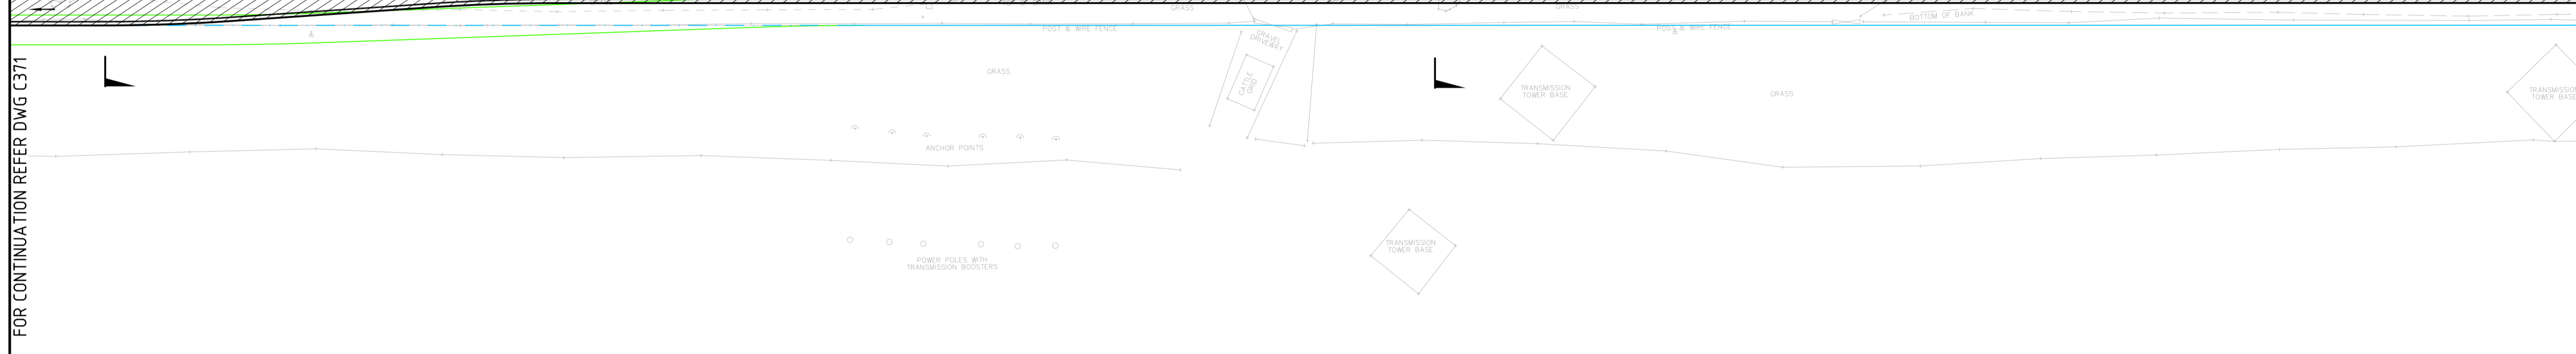 GRASS
GRASS
BOTTOM OF BANK
POST & WIRE FENCE
GRAVEL
DRIVEWAY
POST & WIRE FENCE
FOR CONTINUATION REFER DWG C371
GRASS
CATTLE
GRID
TRANSMISSION
TOWER BASE
GRASS
TRANSMISSION
TOWER BASE
ANCHOR POINTS
TRANSMISSION
TOWER BASE
POWER POLES WITH
TRANSMISSION BOOSTERS